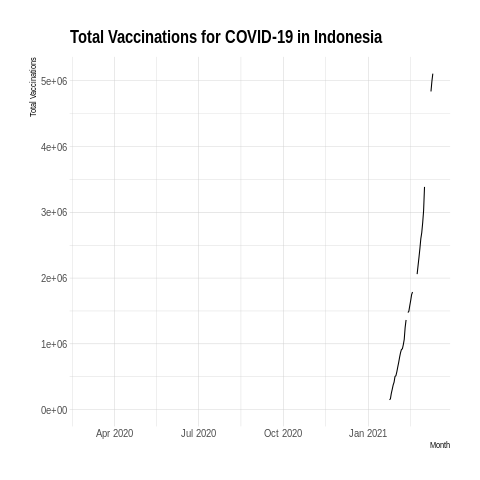 Total Vaccinations for COVID-19 in Indonesia
Total Vaccinations
5e+06
4e+06
3e+06
2e+06
1e+06
0e+00
Apr 2020
Jul 2020
Oct 2020
Jan 2021
Month